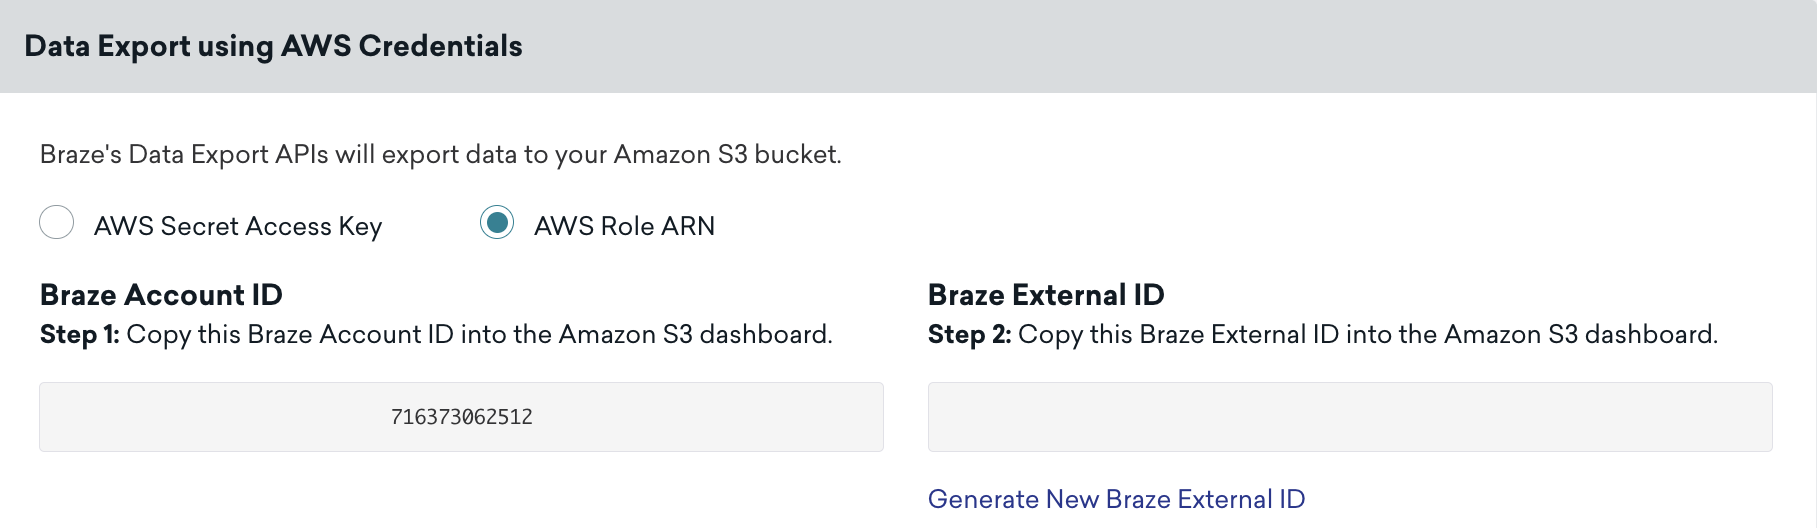 Data Export using AWS Credentials
Braze's Data Export APIs will export data to your Amazon S3 bucket.
AWS Secret Access Key
AWS Role ARN
Braze Account ID
Step 1: Copy this Braze Account ID into the Amazon S3 dashboard.
716373062512
Braze External ID
Step 2: Copy this Braze External ID into the Amazon S3 dashboard.
Generate New Braze External ID